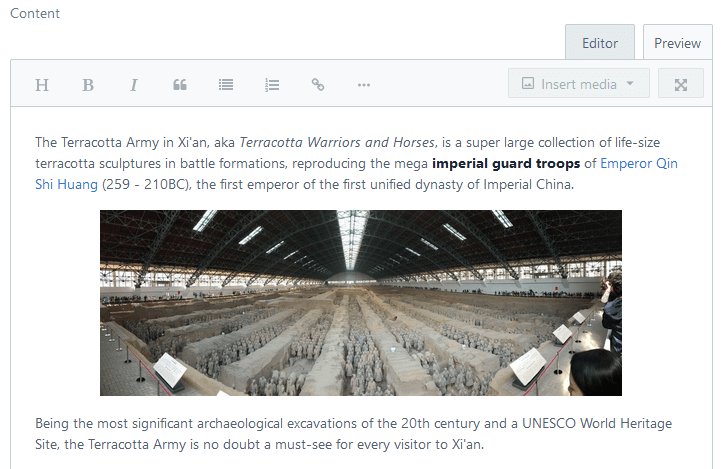 Content
Editor
Preview
H
B
I
Insert media
The Terracotta Army in Xi'an, aka Terracotta Warriors and Horses, is a super large collection of life-size
terracotta sculptures in battle formations, reproducing the mega imperial guard troops of Emperor Qin
Shi Huang (259 - 210BC), the first emperor of the first unified dynasty of Imperial China.
Being the most significant archaeological excavations of the 20th century and a UNESCO World Heritage
Site, the Terracotta Army is no doubt a must-see for every visitor to Xi'an.